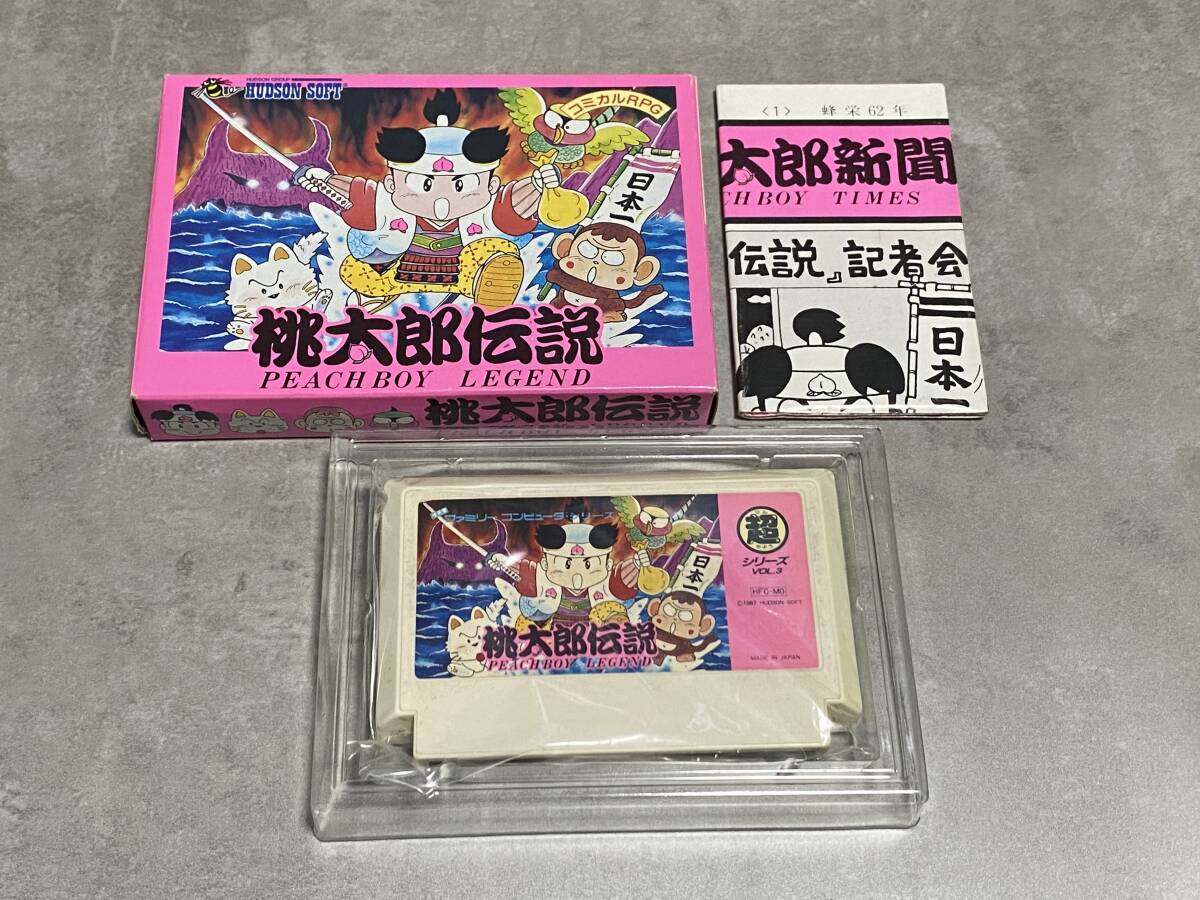 HUDSON GROUP
HUDSON SOFT
コミカルRPG
日本一
桃太郎伝説
PEACH BOY LEGEND
桃太郎伝説
〈1〉 蜂栄62年
太郎新聞
CH BOY TIMES
伝説』記者会
日本一
ファミリーコンピュータ・シリーズ
日本一
桃太郎伝説
PEACH BOY LEGEND
超
シリーズ
VOL.3
HFC-MO
©1987 HUDSON SOFT
MADE IN JAPAN